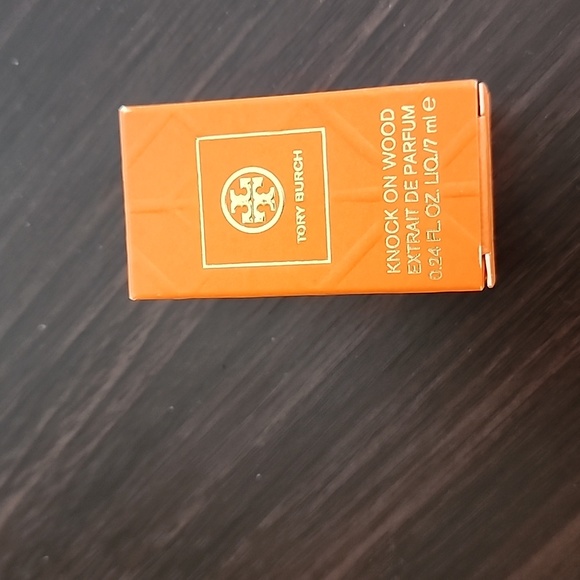 TORY BURCH
KNOCK ON WOOD
EXTRAIT DE PARFUM
0.24 FL. OZ. LIQ./7 ml e